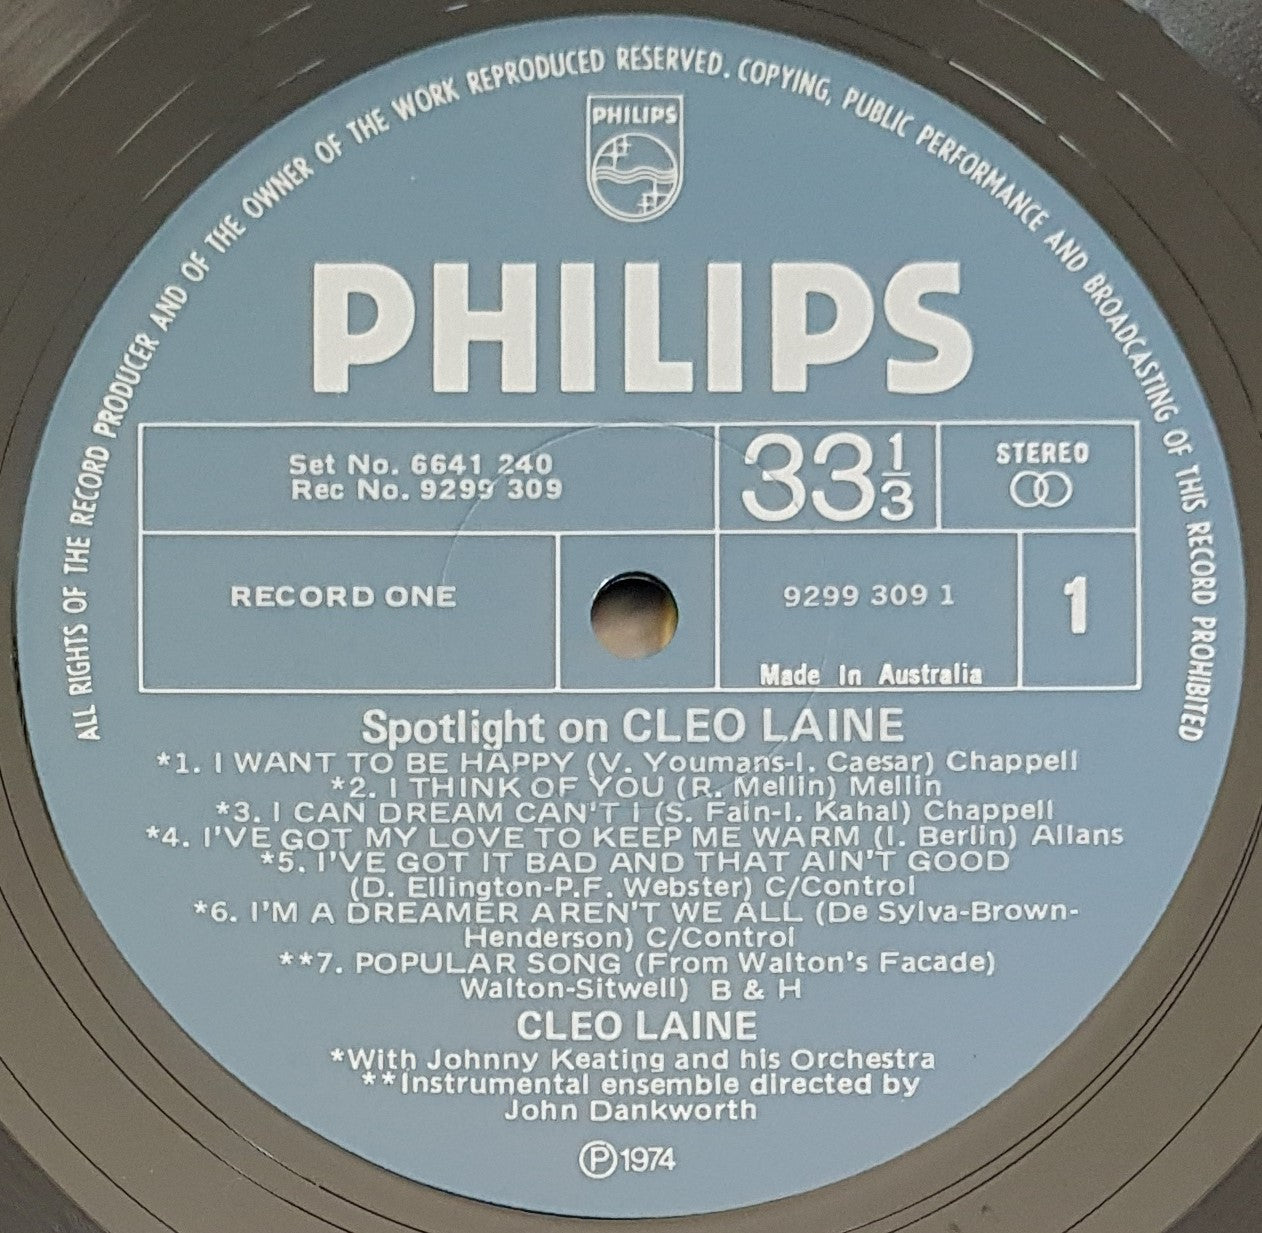 ALL RIGHTS OF THE RECORD PRODUCER AND OF THE OWNER OF THE WORK REPRODUCED RESERVED. COPYING, PUBLIC PERFORMANCE AND BROADCASTING OF THIS RECORD PROHIBITED
PHILIPS
PHILIPS
Set No. 6641 240
Rec No. 9299 309
33 1/3
STEREO
RECORD ONE
9299 309 1
1
Made In Australia
Spotlight on CLEO LAINE
*1. I WANT TO BE HAPPY (V. Youmans-I. Caesar) Chappell
*2. I THINK OF YOU (R. Mellin) Mellin
*3. I CAN DREAM CAN'T I (S. Fain-I. Kahal) Chappell
*4. I'VE GOT MY LOVE TO KEEP ME WARM (I. Berlin) Allans
*5. I'VE GOT IT BAD AND THAT AIN'T GOOD
(D. Ellington-P.F. Webster) C/Control
*6. I'M A DREAMER AREN'T WE ALL (De Sylva-Brown-
Henderson) C/Control
**7. POPULAR SONG (From Walton's Facade)
Walton-Sitwell) B & H
CLEO LAINE
*With Johnny Keating and his Orchestra
**Instrumental ensemble directed by
John Dankworth
Ⓟ1974